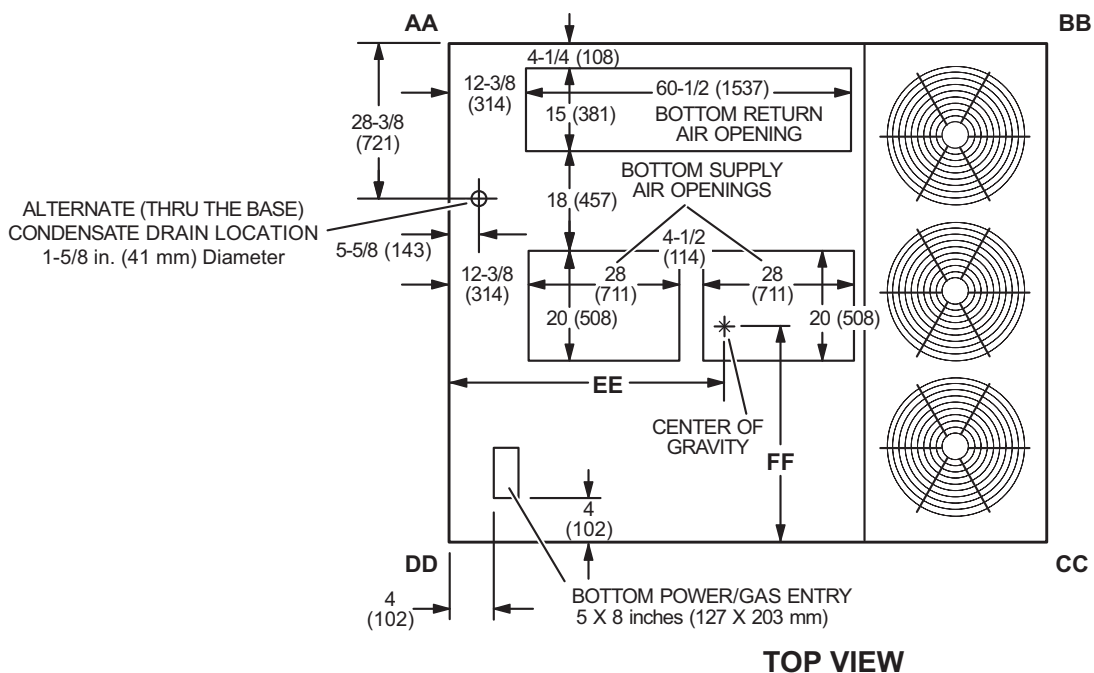 AA
BB
4-1/4 (108)
12-3/8
(314)
60-1/2 (1537)
15 (381)
BOTTOM RETURN
AIR OPENING
28-3/8
(721)
BOTTOM SUPPLY
AIR OPENINGS
18 (457)
ALTERNATE (THRU THE BASE)
CONDENSATE DRAIN LOCATION
1-5/8 in. (41 mm) Diameter
5-5/8 (143)
4-1/2
(114)
12-3/8
(314)
28
(711)
28
(711)
20 (508)
20 (508)
EE
CENTER OF
GRAVITY
FF
4
(102)
DD
CC
4
(102)
BOTTOM POWER/GAS ENTRY
5 X 8 inches (127 X 203 mm)
TOP VIEW